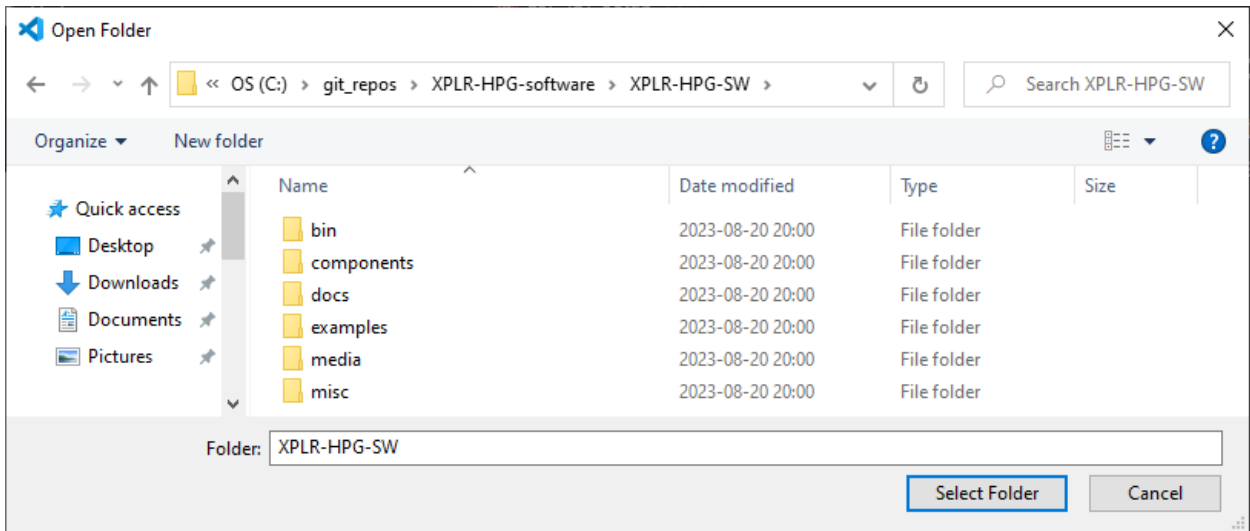 Open Folder
« OS (C:) › git_repos › XPLR-HPG-software › XPLR-HPG-SW ›
Search XPLR-HPG-SW
Organize
New folder
Name Date modified Type Size
Quick access
Desktop
Downloads
Documents
Pictures
bin 2023-08-20 20:00 File folder
components 2023-08-20 20:00 File folder
docs 2023-08-20 20:00 File folder
examples 2023-08-20 20:00 File folder
media 2023-08-20 20:00 File folder
misc 2023-08-20 20:00 File folder
Folder: XPLR-HPG-SW
Select Folder Cancel